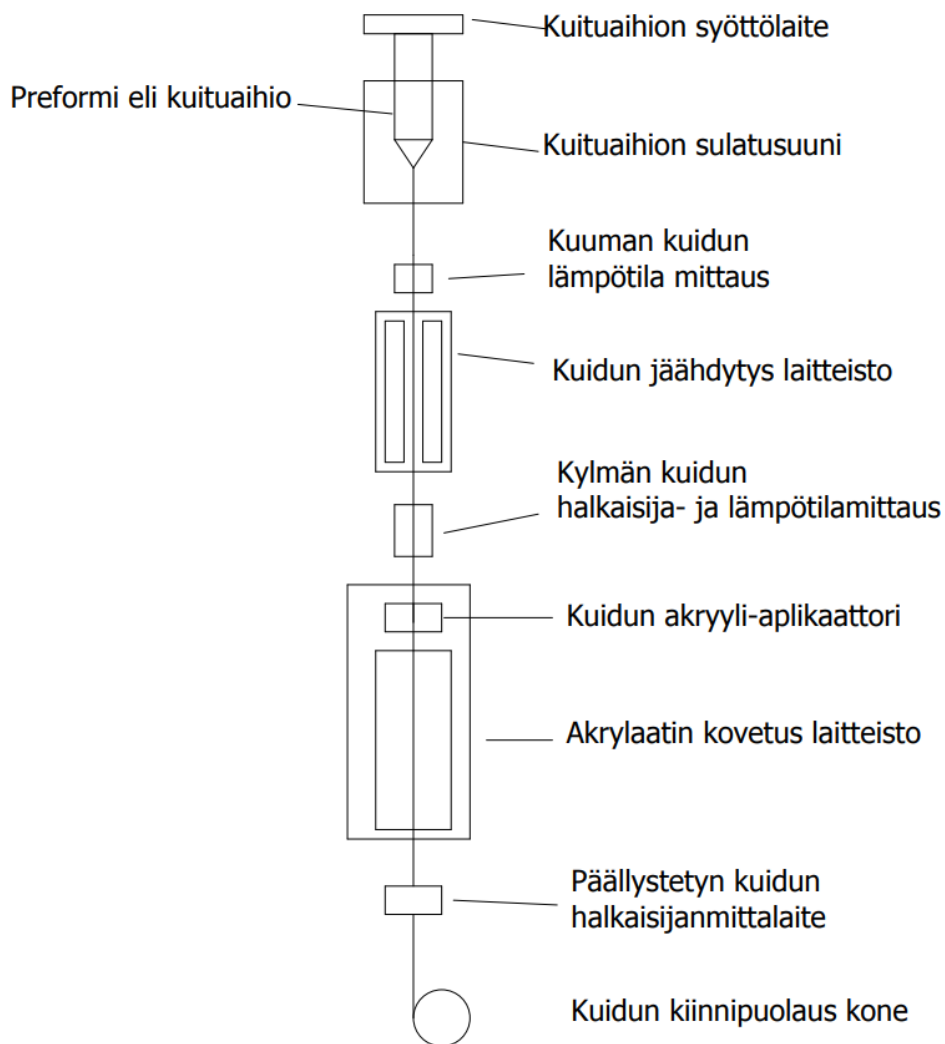 Kuituaihion syöttölaite
Preformi eli kuituaihio
Kuituaihion sulatusuuni
Kuuman kuidun
lämpötila mittaus
Kuidun jäähdytys laitteisto
Kylmän kuidun
halkaisija- ja lämpötilamittaus
Kuidun akryyli-aplikaattori
Akrylaatin kovetus laitteisto
Päällystetyn kuidun
halkaisijanmittalaite
Kuidun kiinnipuolaus kone